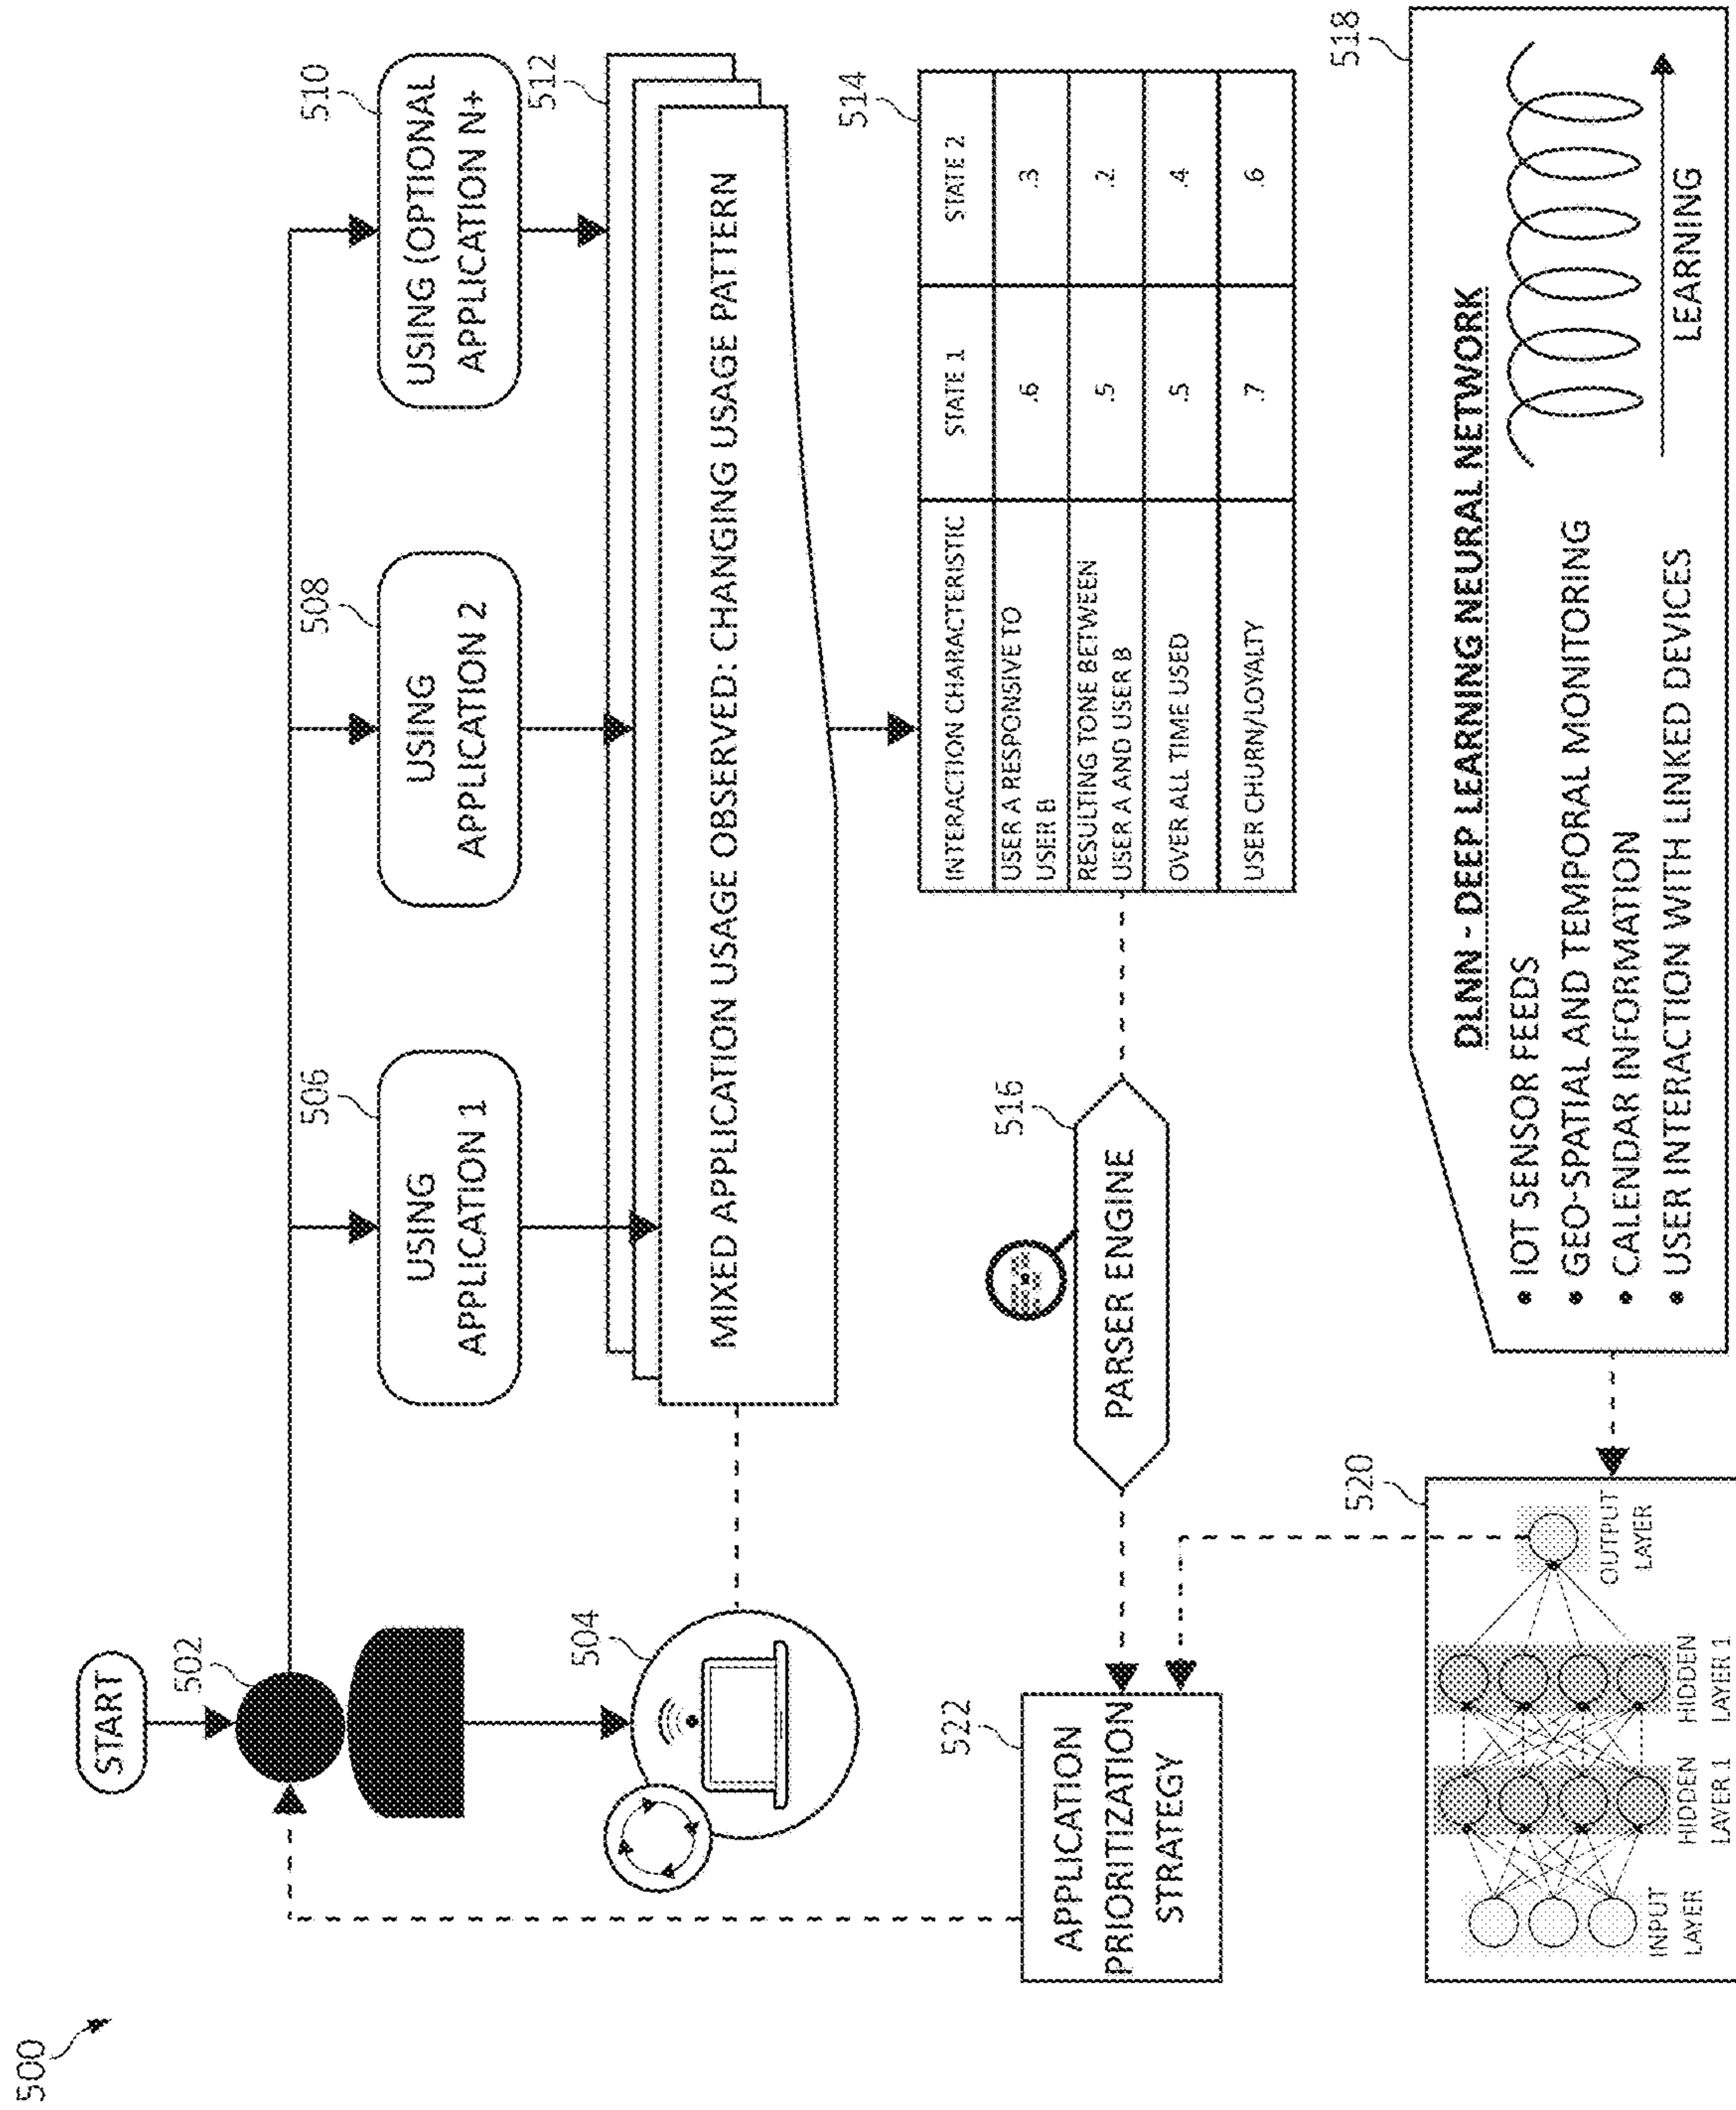 500
START
502
504
506
USING
APPLICATION 1
508
USING
APPLICATION 2
510
USING (OPTIONAL
APPLICATION N+
512
MIXED APPLICATION USAGE OBSERVED: CHANGING USAGE PATTERN
514
INTERACTION CHARACTERISTIC STATE 1 STATE 2
USER A RESPONSIVE TO
USER B .6 .3
RESULTING TONE BETWEEN
USER A AND USER B .5 .2
OVER ALL TIME USED .5 .4
USER CHURN/LOYALTY .7 .6
516
PARSER ENGINE
522
APPLICATION
PRIORITIZATION
STRATEGY
520
INPUT
LAYER
HIDDEN
LAYER 1
HIDDEN
LAYER 1
OUTPUT
LAYER
518
DLNN - DEEP LEARNING NEURAL NETWORK
• IOT SENSOR FEEDS
• GEO-SPATIAL AND TEMPORAL MONITORING
• CALENDAR INFORMATION
• USER INTERACTION WITH LINKED DEVICES
LEARNING